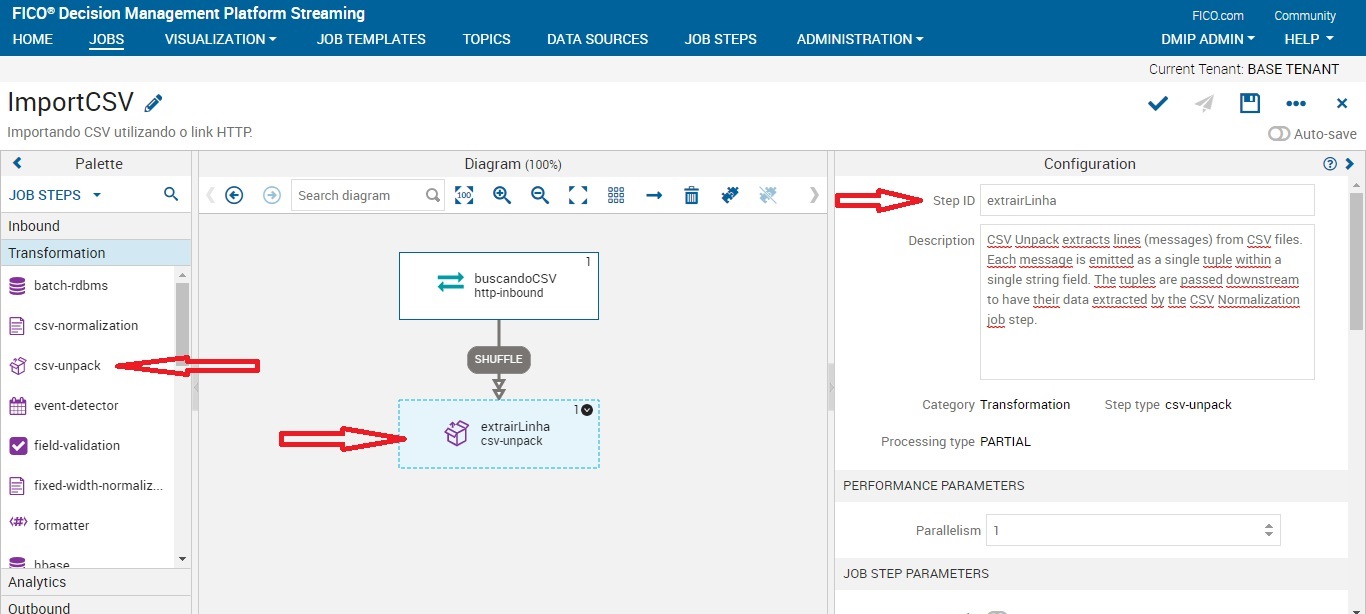 FICO® Decision Management Platform Streaming
FICO.com Community
HOME JOBS VISUALIZATION JOB TEMPLATES TOPICS DATA SOURCES JOB STEPS ADMINISTRATION DMIP ADMIN HELP
Current Tenant: BASE TENANT
ImportCSV
Importando CSV utilizando o link HTTP.
Auto-save
Palette
JOB STEPS
Inbound
Transformation
batch-rdbms
csv-normalization
csv-unpack
event-detector
field-validation
fixed-width-normaliz...
formatter
hbase
Analytics
Outbound
Diagram (100%)
100
Search diagram
1
buscandoCSV
http-inbound
SHUFFLE
1
extrairLinha
csv-unpack
Configuration
Step ID extrairLinha
Description CSV Unpack extracts lines (messages) from CSV files.
Each message is emitted as a single tuple within a
single string field. The tuples are passed downstream
to have their data extracted by the CSV Normalization
job step.
Category Transformation Step type csv-unpack
Processing type PARTIAL
PERFORMANCE PARAMETERS
Parallelism 1
JOB STEP PARAMETERS